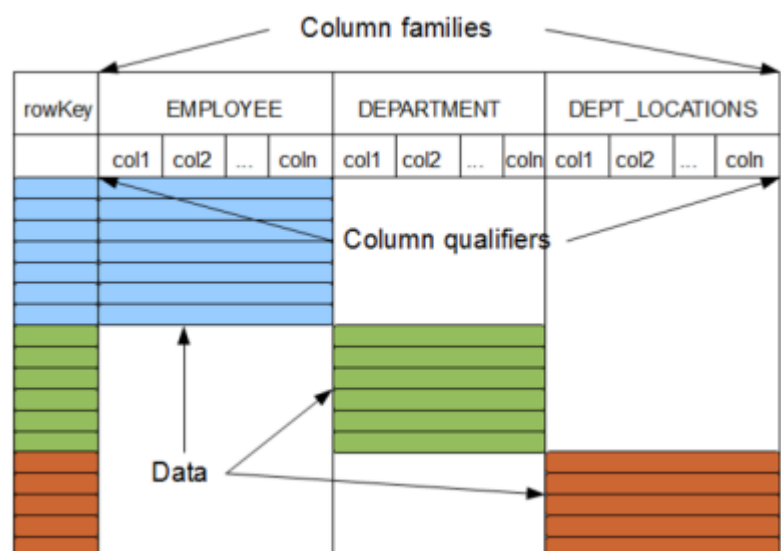 Column families
rowKey EMPLOYEE DEPARTMENT DEPT_LOCATIONS
col1 col2 ... coln col1 col2 ... coln col1 col2 ... coln
Column qualifiers
Data